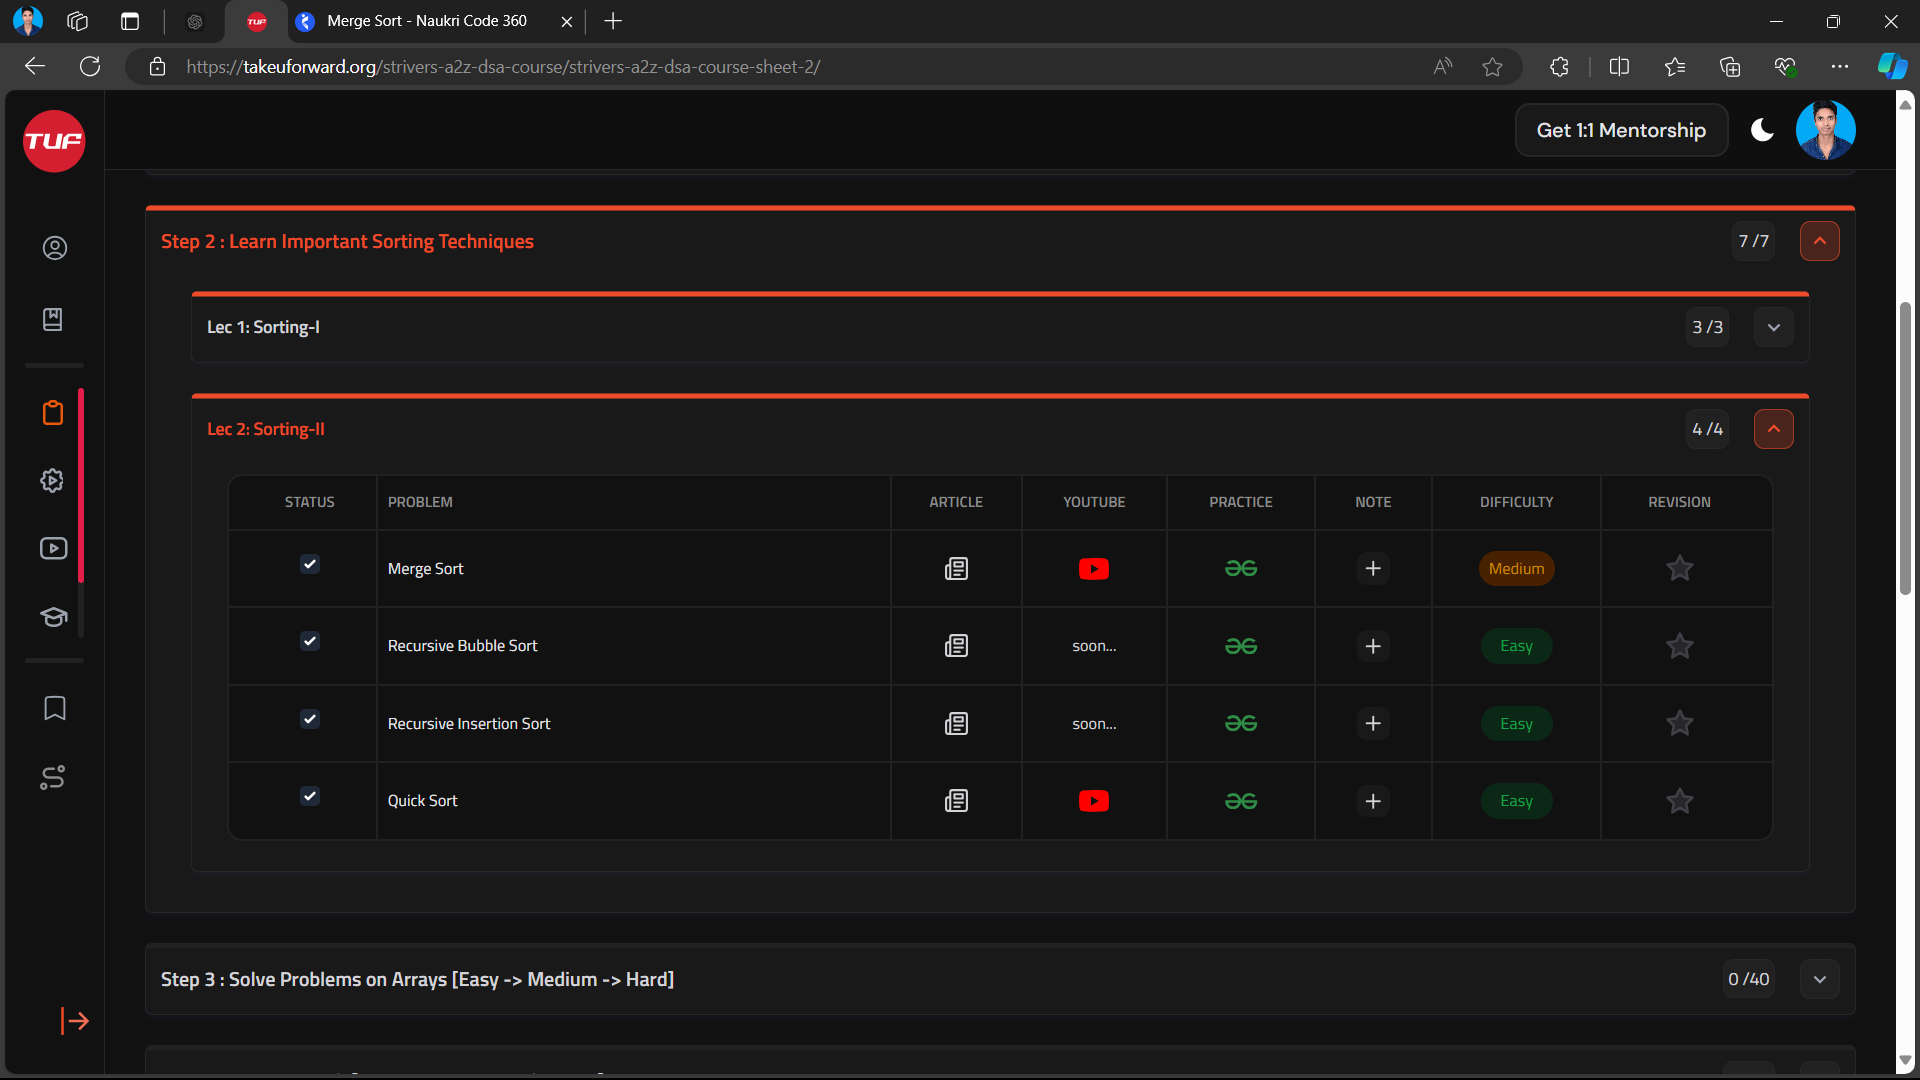 TUF
Merge Sort - Naukri Code 360
https://takeuforward.org/strivers-a2z-dsa-course/strivers-a2z-dsa-course-sheet-2/
TUF
Get 1:1 Mentorship
Step 2 : Learn Important Sorting Techniques
7 /7
Lec 1: Sorting-I
3 /3
Lec 2: Sorting-II
4 /4
STATUS PROBLEM ARTICLE YOUTUBE PRACTICE NOTE DIFFICULTY REVISION
Merge Sort Medium
Recursive Bubble Sort soon... Easy
Recursive Insertion Sort soon... Easy
Quick Sort Easy
Step 3 : Solve Problems on Arrays [Easy -> Medium -> Hard]
0 /40